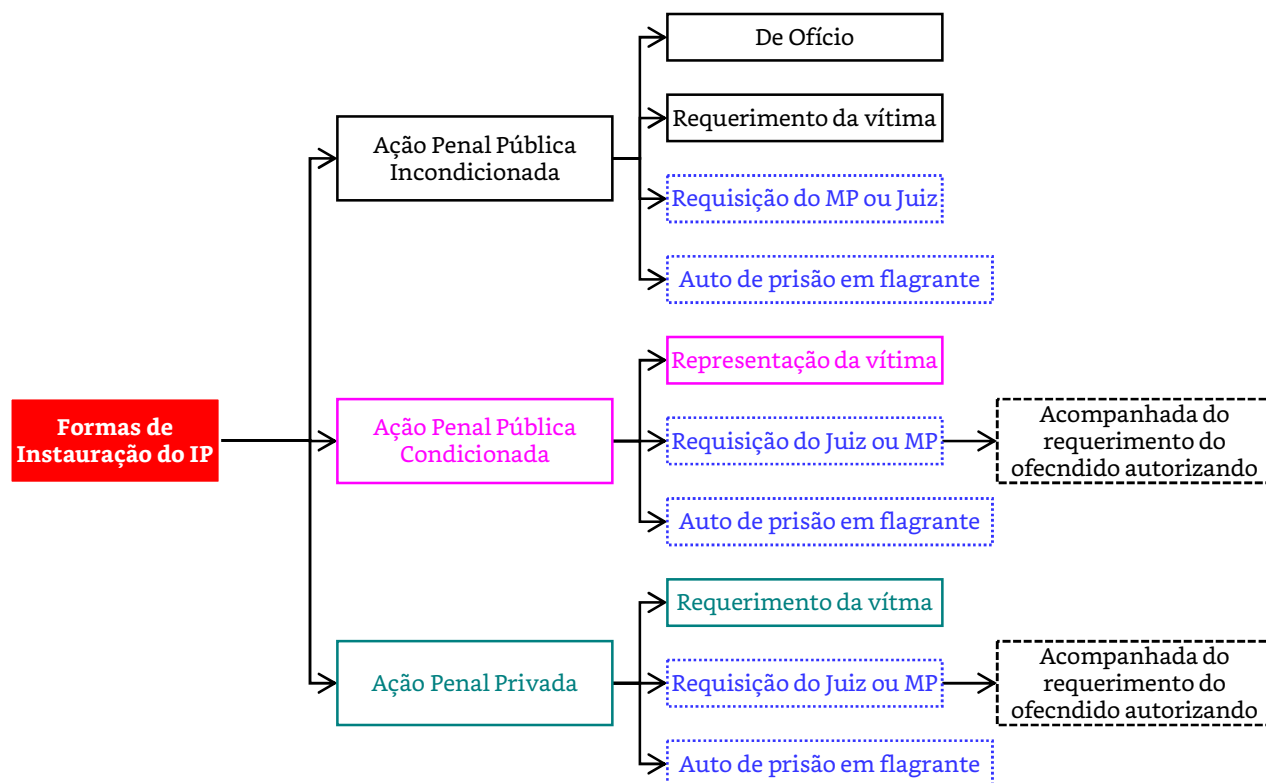 De Ofício
Requerimento da vítima
Ação Penal Pública
Incondicionada
Requisição do MP ou Juiz
Auto de prisão em flagrante
Representação da vítima
Formas de
Instauração do IP
Ação Penal Pública
Condicionada
Requisição do Juiz ou MP
Acompanhada do
requerimento do
ofecndido autorizando
Auto de prisão em flagrante
Requerimento da vítma
Ação Penal Privada
Requisição do Juiz ou MP
Acompanhada do
requerimento do
ofecndido autorizando
Auto de prisão em flagrante